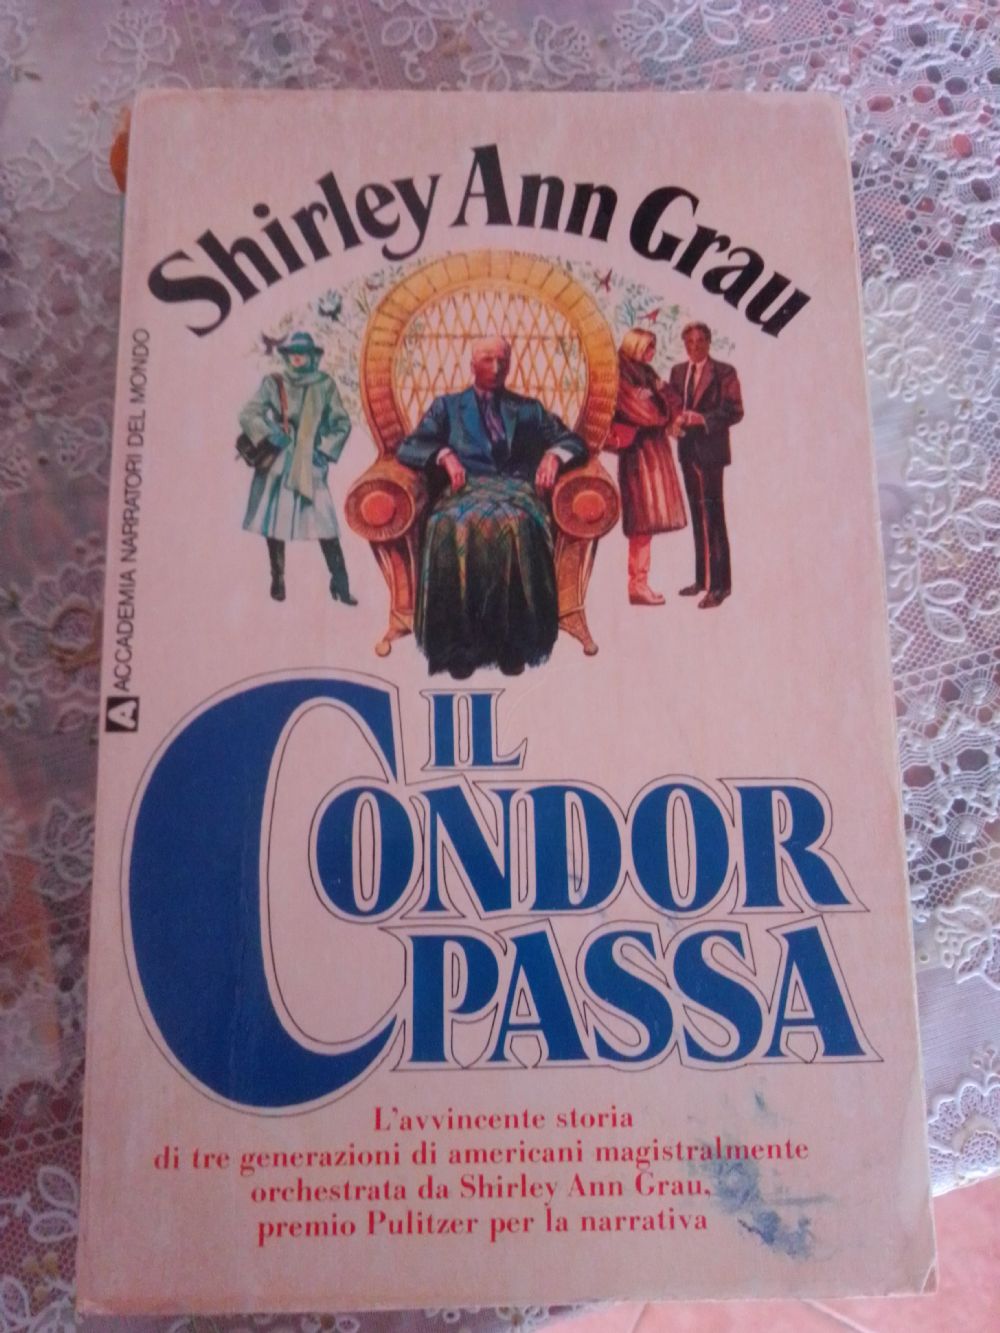 Shirley Ann Grau
A ACCADEMIA NARRATORI DEL MONDO
IL
CONDOR
PASSA
L'avvincente storia
di tre generazioni di americani magistralmente
orchestrata da Shirley Ann Grau,
premio Pulitzer per la narrativa